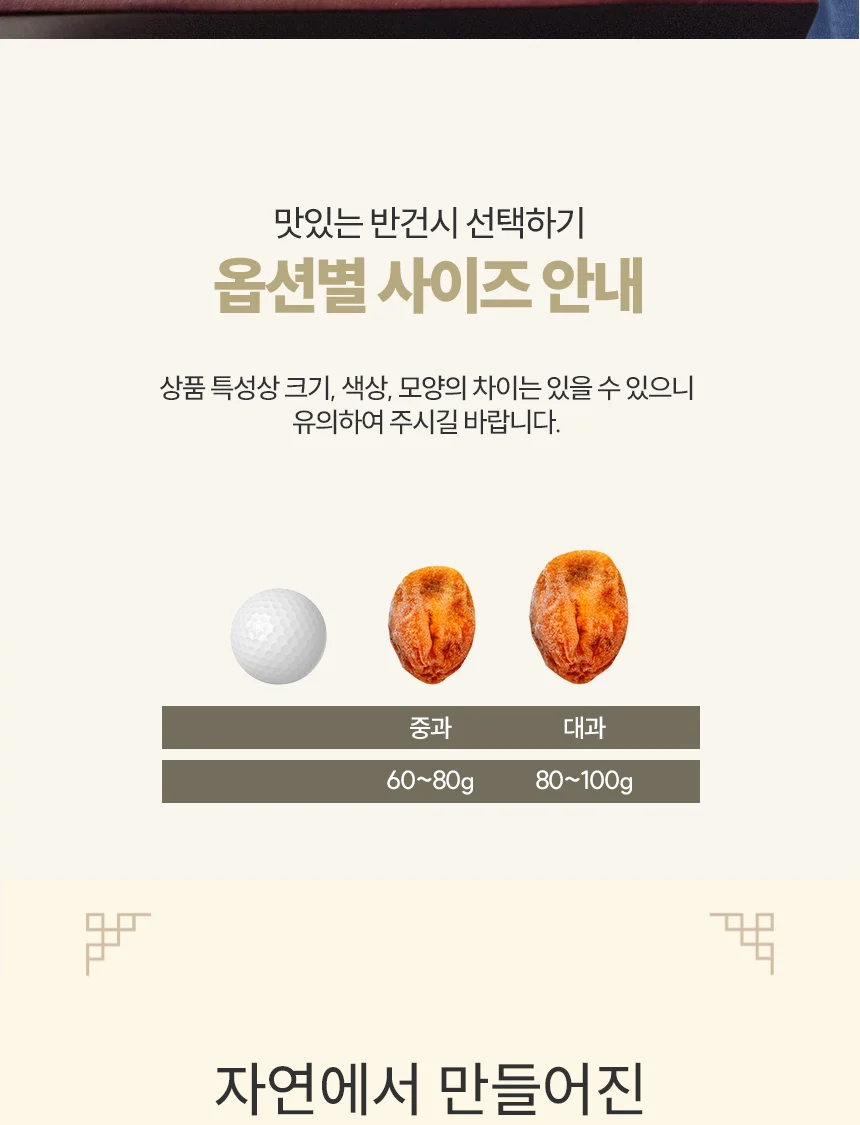 맛있는 반건시 선택하기
옵션별 사이즈 안내
상품 특성상 크기, 색상, 모양의 차이는 있을 수 있으니
유의하여 주시길 바랍니다.
중과 대과
60~80g 80~100g
자연에서 만들어진